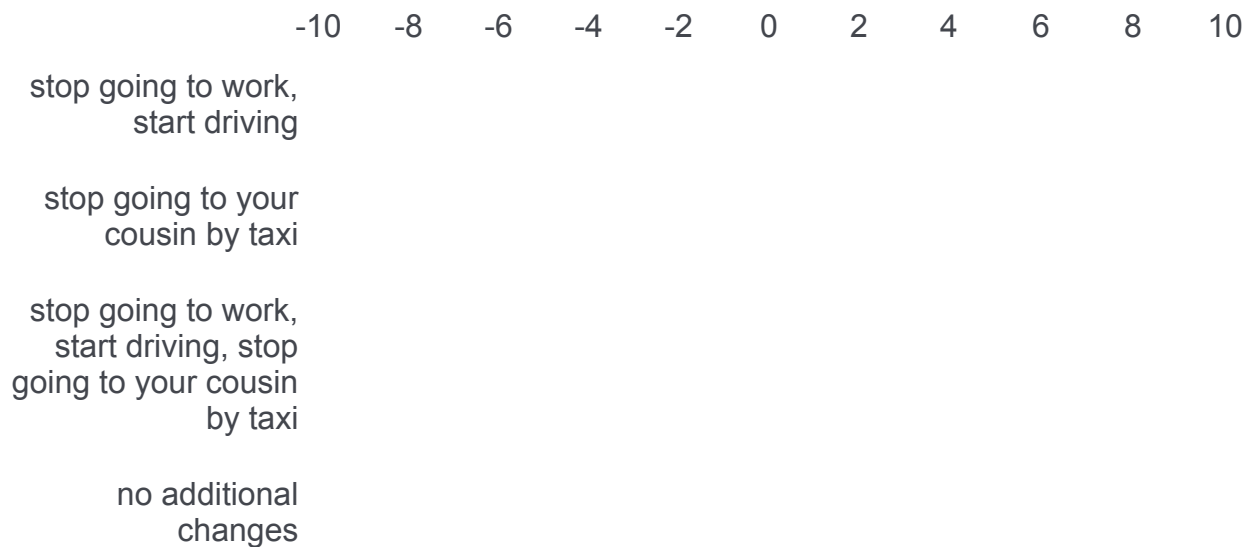 -10 -8 -6 -4 -2 0 2 4 6 8 10
stop going to work,
start driving
stop going to your
cousin by taxi
stop going to work,
start driving, stop
going to your cousin
by taxi
no additional
changes